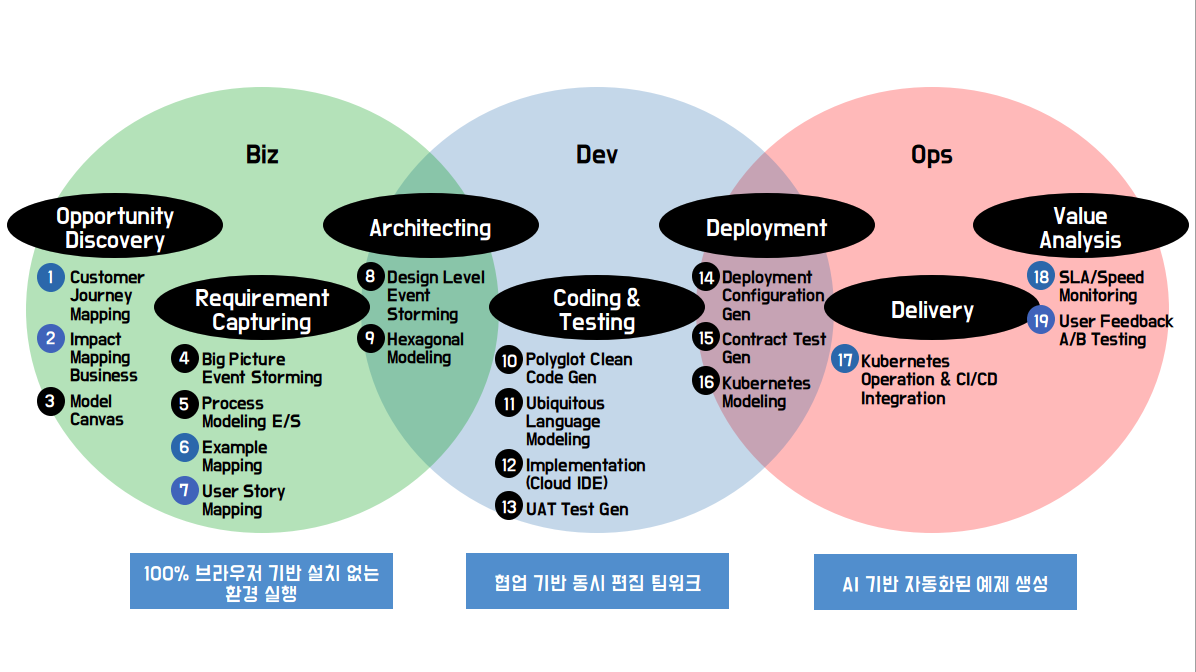 Biz
Dev
Ops
Opportunity
Discovery
1 Customer
Journey
Mapping
2 Impact
Mapping
Business
3 Model
Canvas
Requirement
Capturing
4 Big Picture
Event Storming
5 Process
Modeling E/S
6 Example
Mapping
7 User Story
Mapping
Architecting
8 Design Level
Event
Storming
9 Hexagonal
Modeling
Coding &
Testing
10 Polyglot Clean
Code Gen
11 Ubiquitous
Language
Modeling
12 Implementation
(Cloud IDE)
13 UAT Test Gen
Deployment
14 Deployment
Configuration
Gen
15 Contract Test
Gen
16 Kubernetes
Modeling
Delivery
17 Kubernetes
Operation & CI/CD
Integration
Value
Analysis
18 SLA/Speed
Monitoring
19 User Feedback
A/B Testing
100% 브라우저 기반 설치 없는
환경 실행
협업 기반 동시 편집 팀워크
AI 기반 자동화된 예제 생성